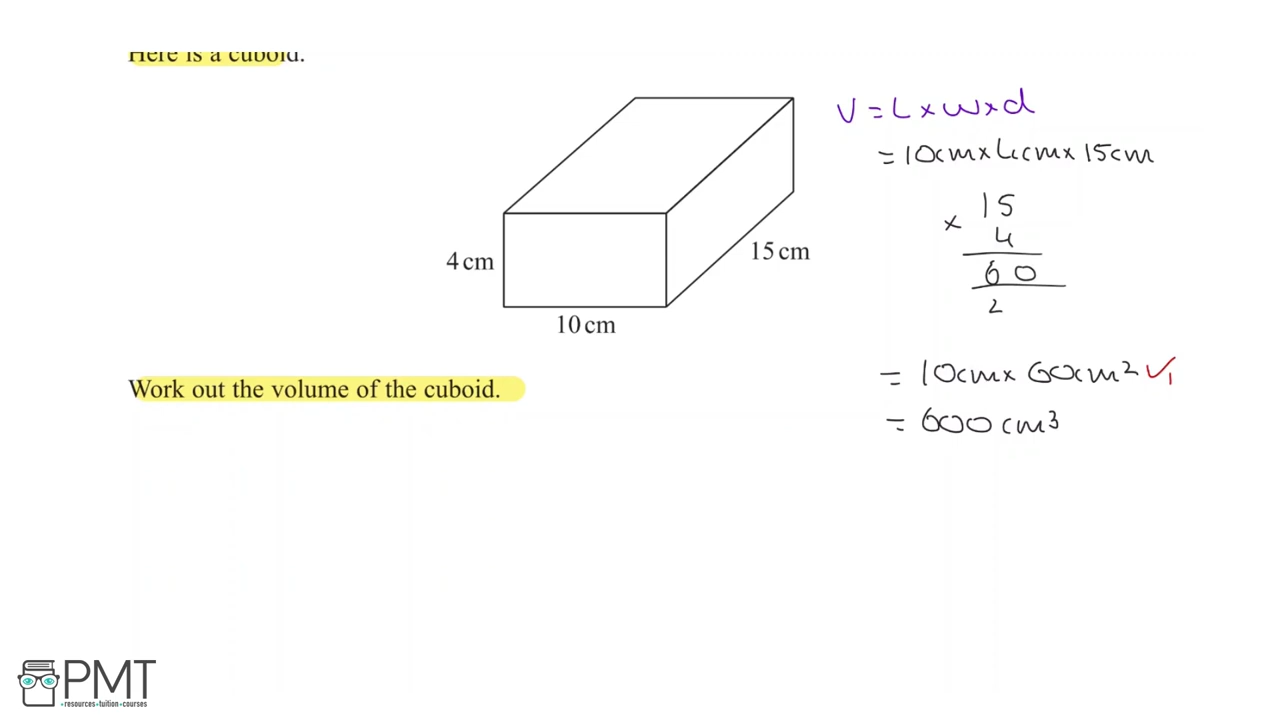 Here is a cuboid.
V = L × w × d
= 10cm × 4cm × 15cm
15
× 4
60
2
4 cm
15 cm
10 cm
= 10cm × 60cm² ✓1
= 600 cm³
Work out the volume of the cuboid.
PMT
•resources•tuition•courses